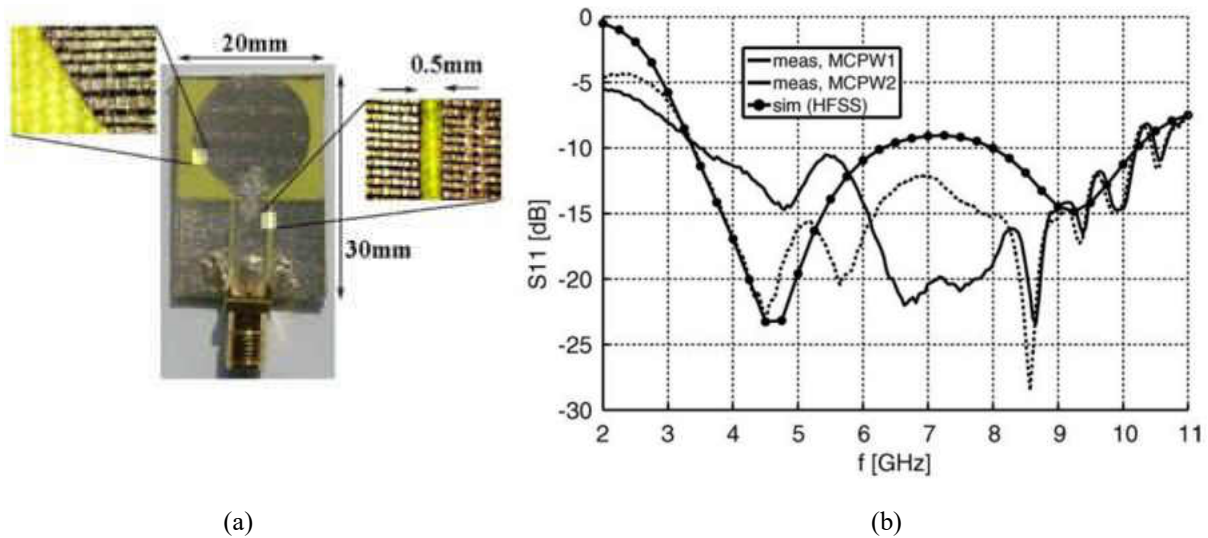 20mm
0.5mm
30mm
(a)
0
-5
-10
-15
-20
-25
-30
S11 [dB]
meas, MCPW1
meas, MCPW2
sim (HFSS)
2 3 4 5 6 7 8 9 10 11
f [GHz]
(b)